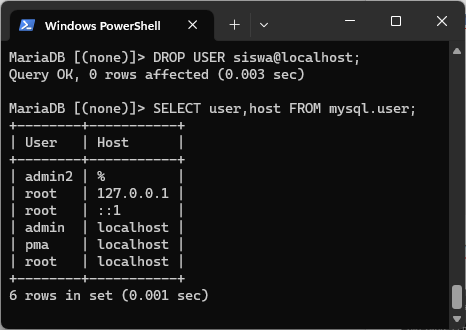 Windows PowerShell
MariaDB [(none)]> DROP USER siswa@localhost;
Query OK, 0 rows affected (0.003 sec)
MariaDB [(none)]> SELECT user,host FROM mysql.user;
+--------+-----------+
| User   | Host      |
+--------+-----------+
| admin2 | %         |
| root   | 127.0.0.1 |
| root   | ::1       |
| admin  | localhost |
| pma    | localhost |
| root   | localhost |
+--------+-----------+
6 rows in set (0.001 sec)